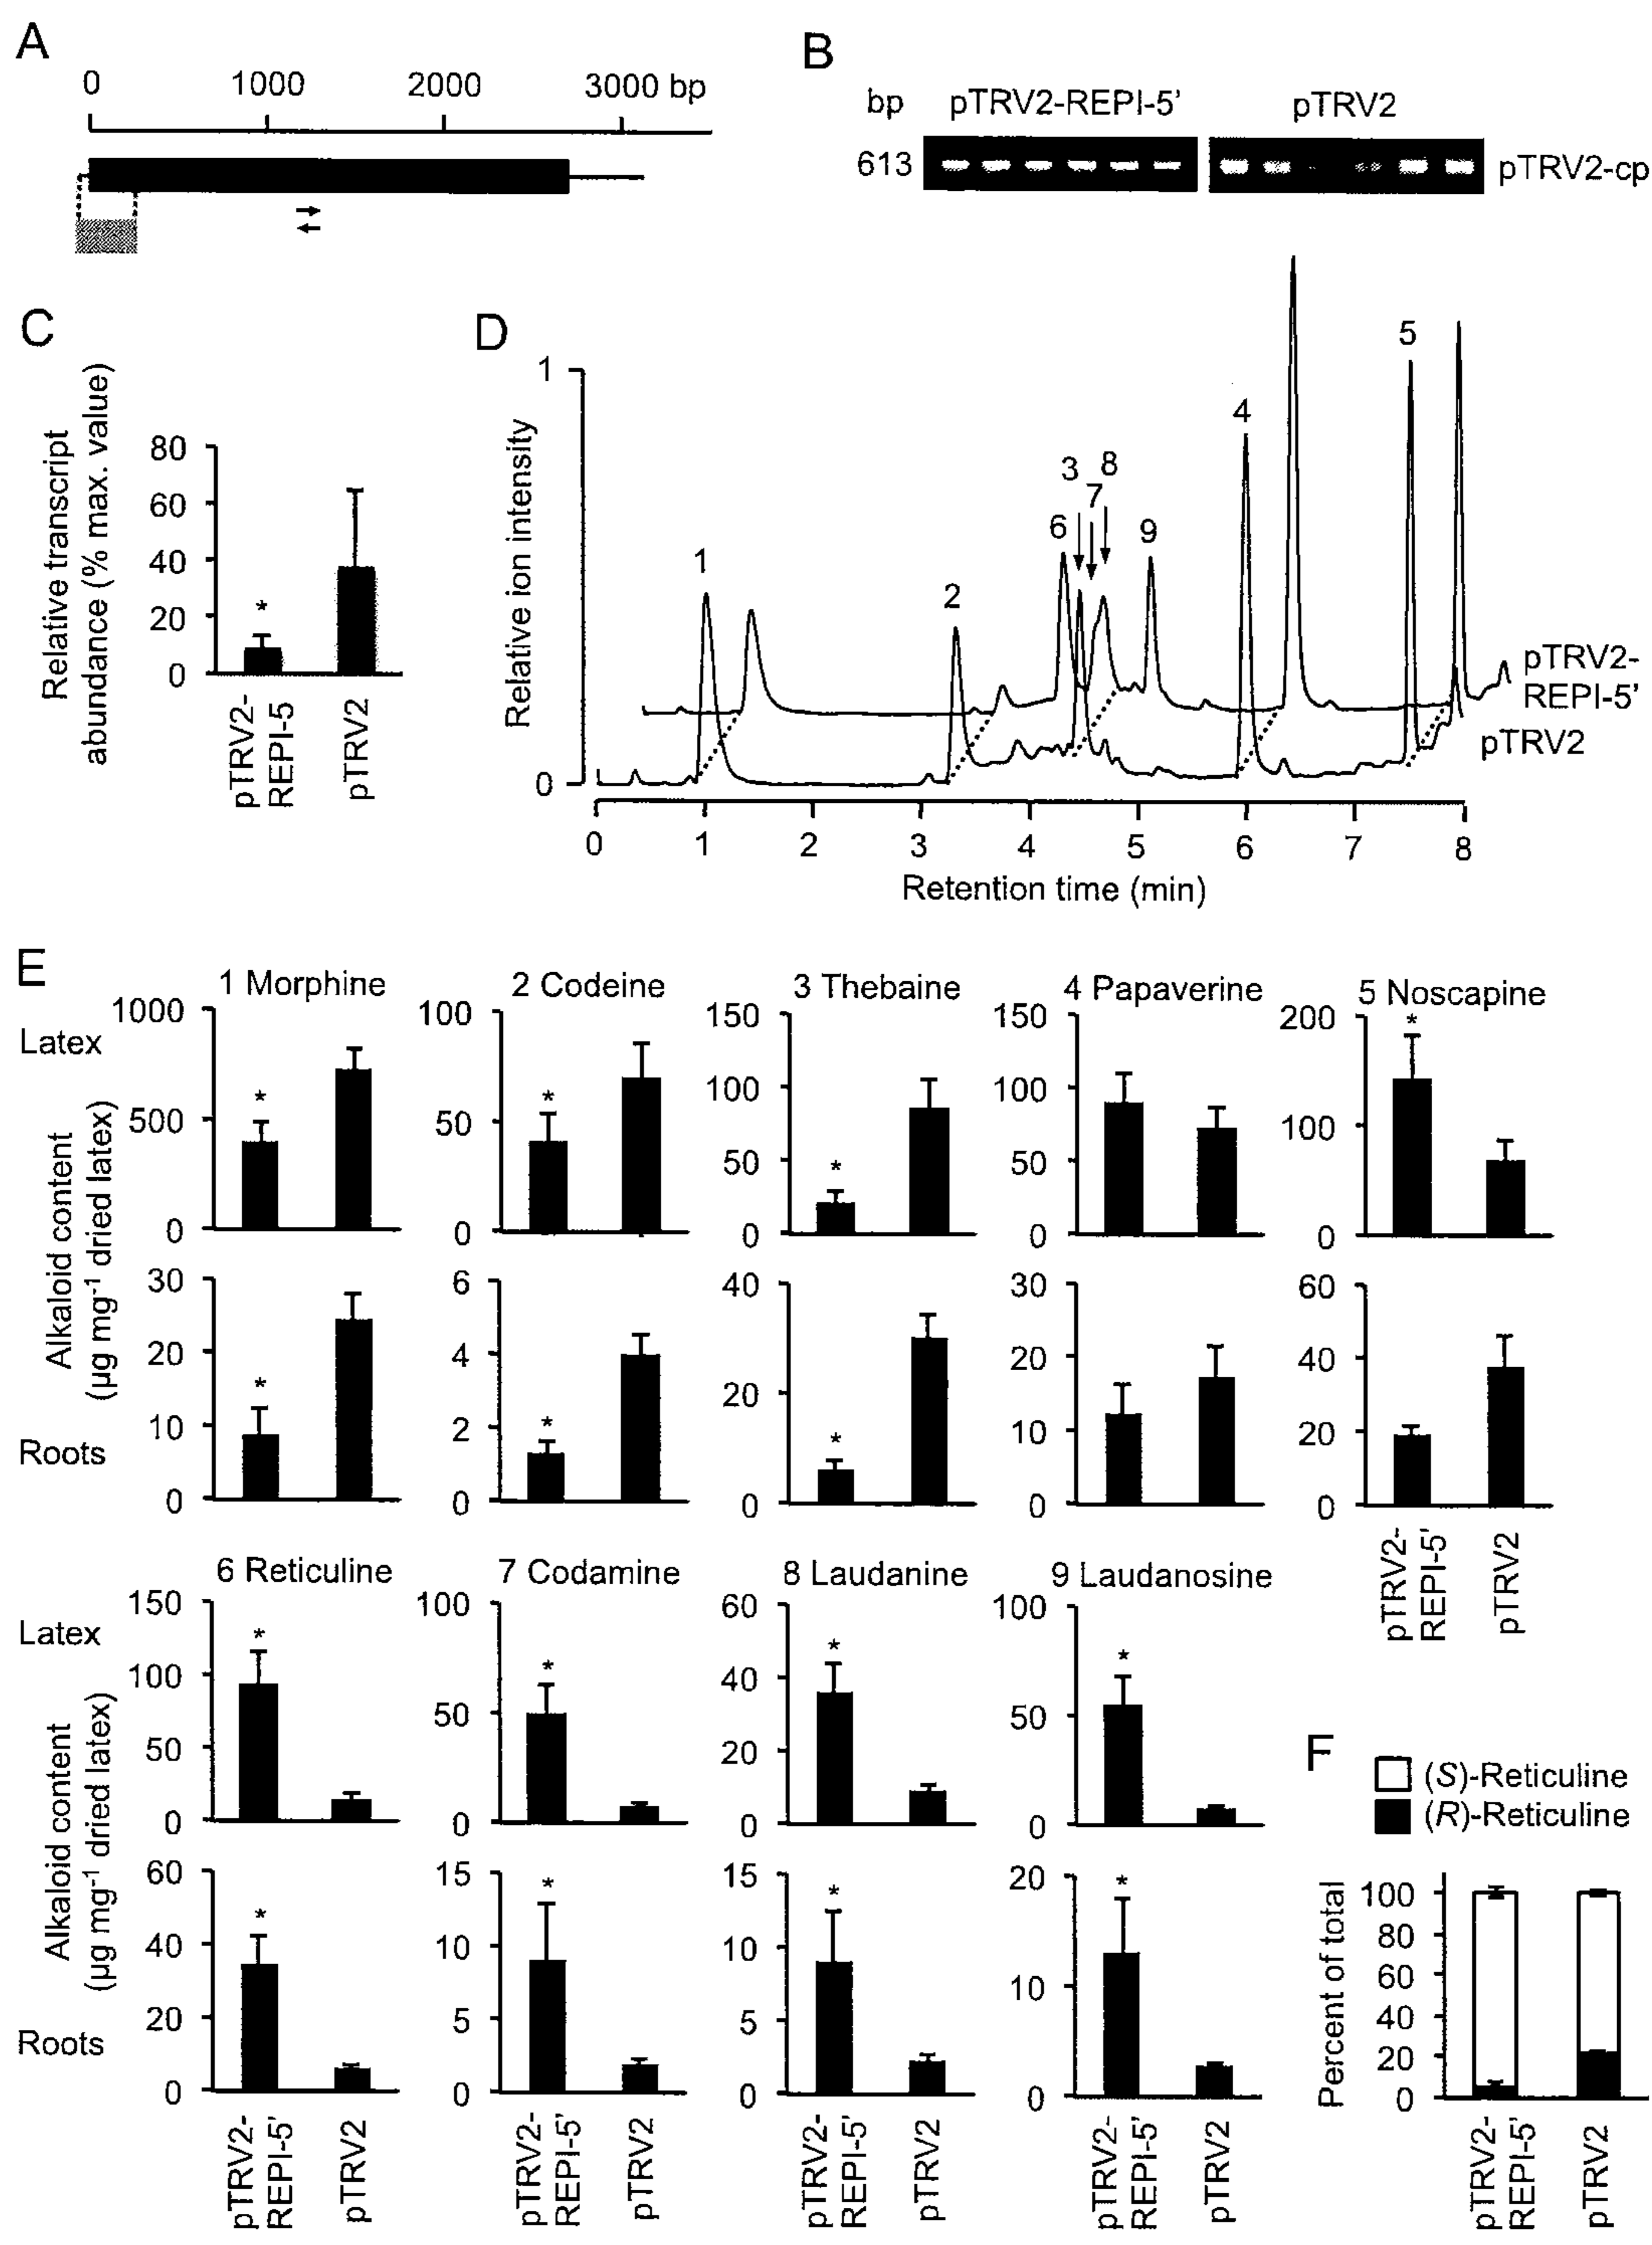 A
0 1000 2000 3000 bp
B
bp pTRV2-REPI-5' pTRV2
613 pTRV2-cp
C
Relative transcript
abundance (% max. value)
80
60
40
20
0
*
pTRV2-
REPI-5
pTRV2
D
Relative ion intensity
1
0
1
2
6
3
7
8
9
4
5
pTRV2-
REPI-5'
pTRV2
0 1 2 3 4 5 6 7 8
Retention time (min)
E
Latex
Roots
Alkaloid content
(µg mg-1 dried latex)
1 Morphine
1000
500
0
*
30
20
10
0
*
2 Codeine
100
50
0
*
6
4
2
0
*
3 Thebaine
150
100
50
0
*
40
20
0
*
4 Papaverine
150
100
50
0
30
20
10
0
5 Noscapine
200
100
0
*
60
40
20
0
pTRV2-
REPI-5'
pTRV2
Latex
Roots
Alkaloid content
(µg mg-1 dried latex)
6 Reticuline
150
100
50
0
*
60
40
20
0
*
pTRV2-
REPI-5'
pTRV2
7 Codamine
100
50
0
*
15
10
5
0
*
pTRV2-
REPI-5'
pTRV2
8 Laudanine
60
40
20
0
*
15
10
5
0
*
pTRV2-
REPI-5'
pTRV2
9 Laudanosine
100
50
0
*
20
10
0
*
pTRV2-
REPI-5'
pTRV2
F
(S)-Reticuline
(R)-Reticuline
Percent of total
100
80
60
40
20
0
pTRV2-
REPI-5'
pTRV2